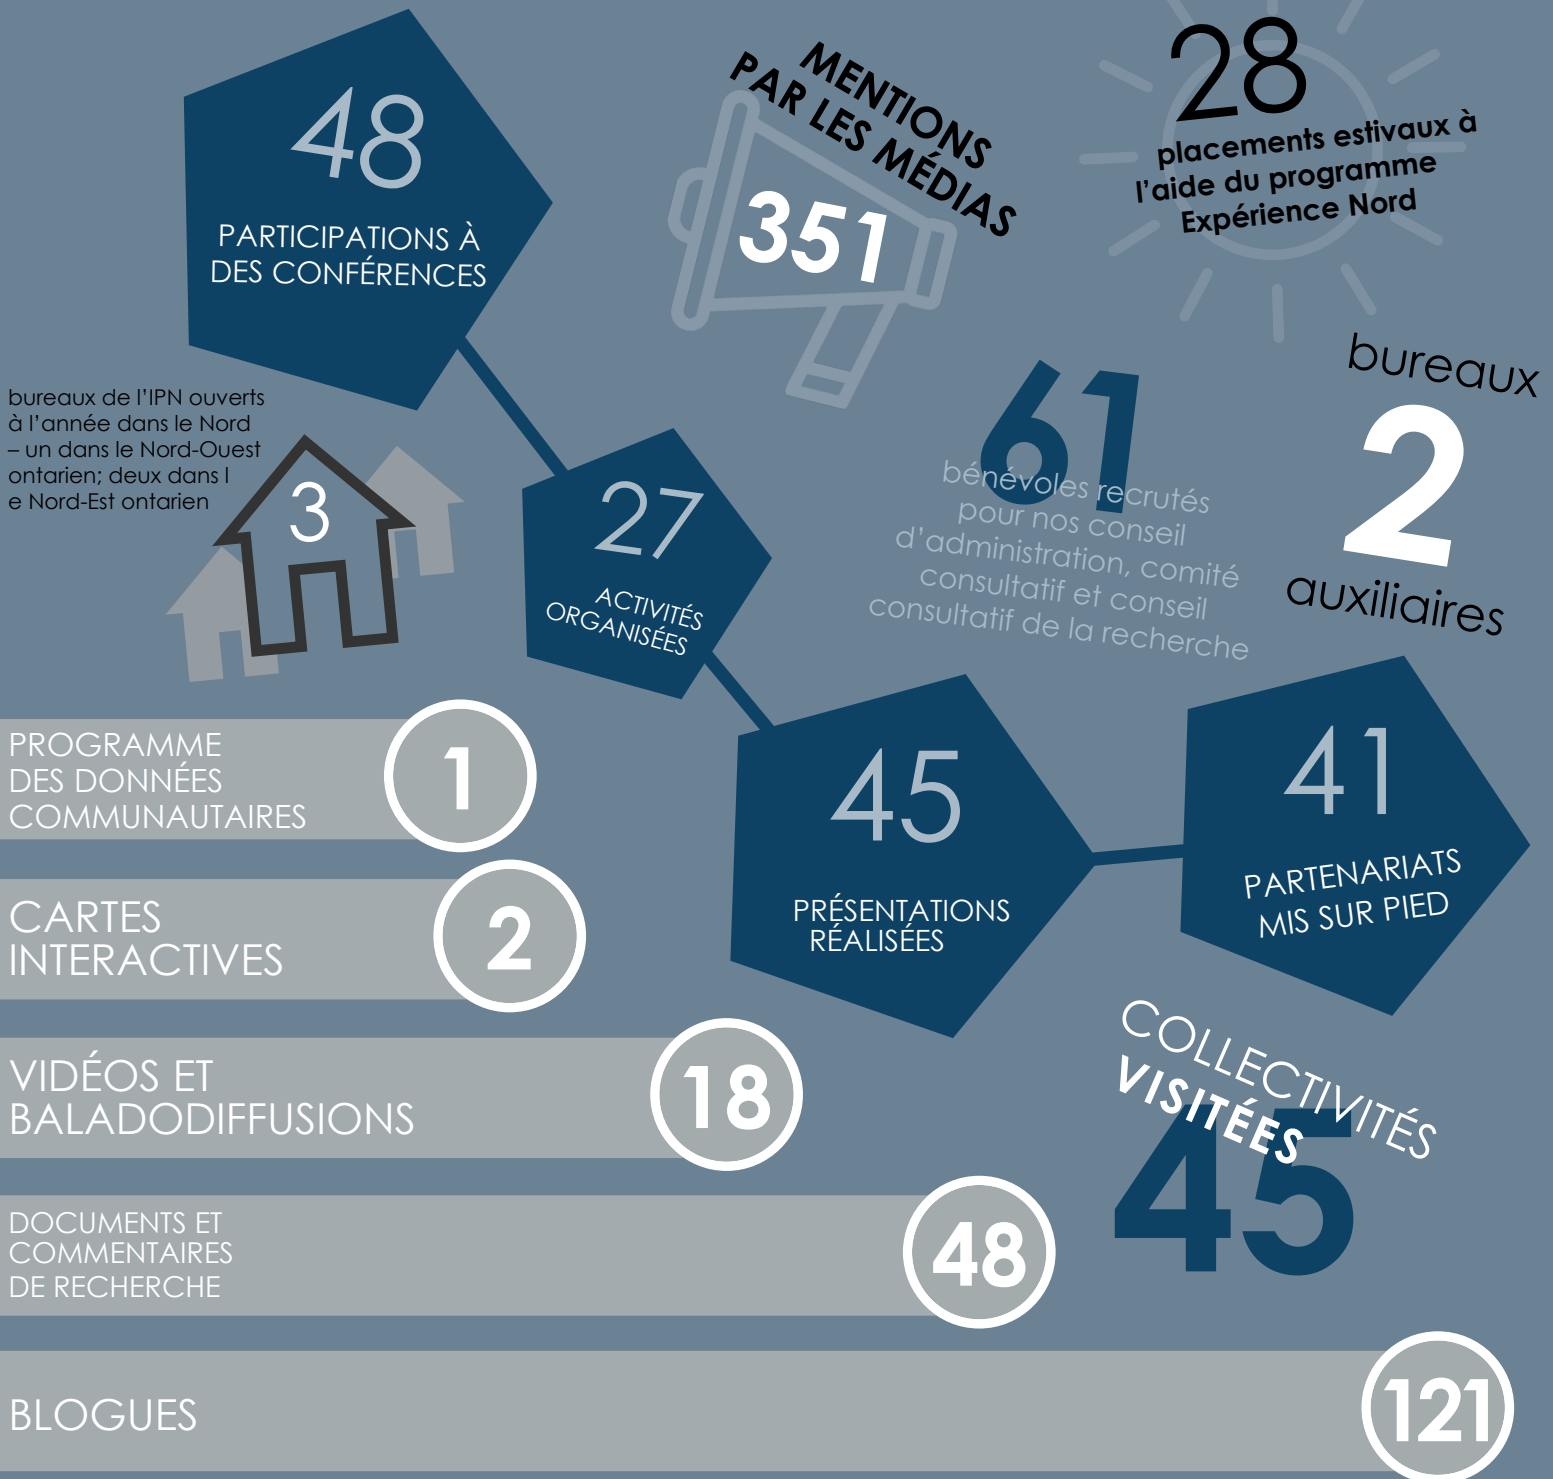 48
PARTICIPATIONS À
DES CONFÉRENCES
MENTIONS
PAR LES MÉDIAS
351
28
placements estivaux à
l'aide du programme
Expérience Nord
bureaux de l'IPN ouverts
à l'année dans le Nord
– un dans le Nord-Ouest
ontarien; deux dans l
e Nord-Est ontarien
3
27
ACTIVITÉS
ORGANISÉES
61
bénévoles recrutés
pour nos conseil
d'administration, comité
consultatif et conseil
consultatif de la recherche
bureaux
2
auxiliaires
45
PRÉSENTATIONS
RÉALISÉES
41
PARTENARIATS
MIS SUR PIED
COLLECTIVITÉS
VISITÉES
45
PROGRAMME
DES DONNÉES
COMMUNAUTAIRES
1
CARTES
INTERACTIVES
2
VIDÉOS ET
BALADODIFFUSIONS
18
DOCUMENTS ET
COMMENTAIRES
DE RECHERCHE
48
BLOGUES
121